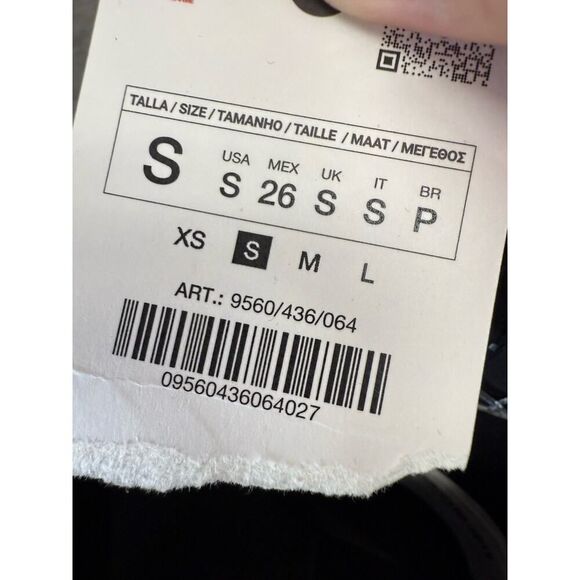 TALLA / SIZE / TAMANHO / TAILLE / MAAT / ΜΕΓΕΘΟΣ
S USA S MEX 26 UK S IT S BR P
XS S M L
ART.: 9560/436/064
09560436064027